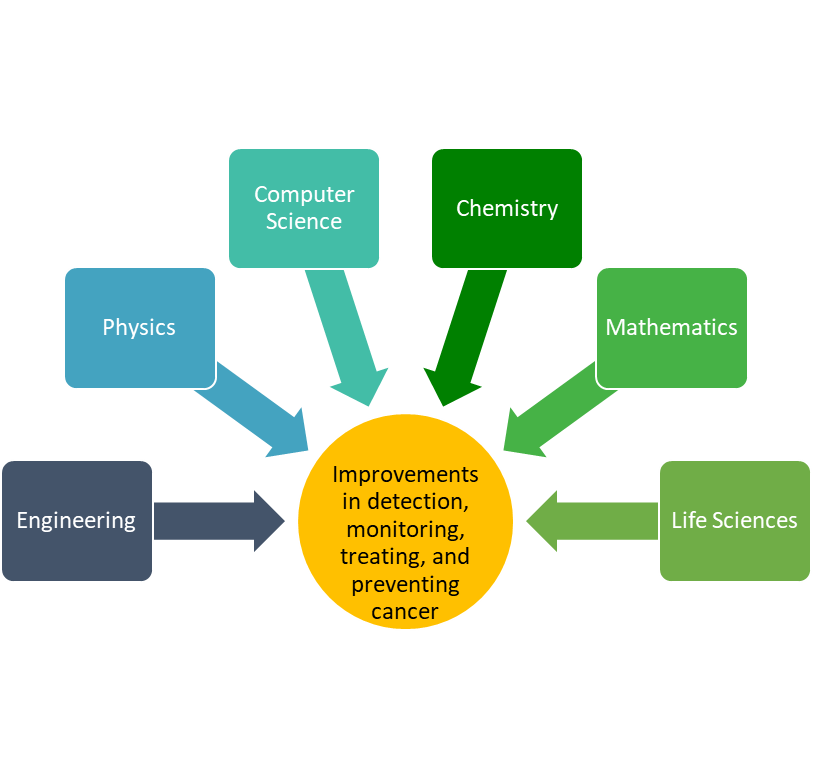 Computer
Science
Chemistry
Physics
Mathematics
Engineering
Improvements
in detection,
monitoring,
treating, and
preventing
cancer
Life Sciences